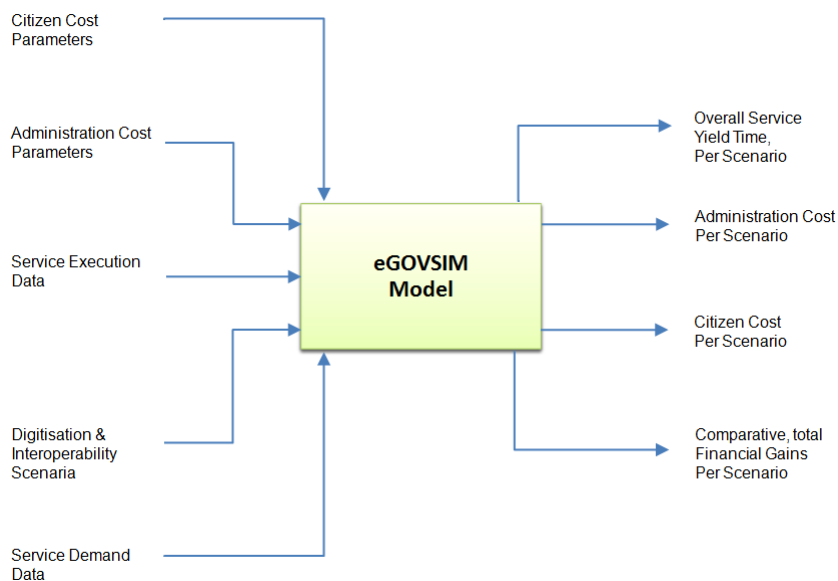 Citizen Cost
Parameters
Administration Cost
Parameters
Service Execution
Data
Digitisation &
Interoperability
Scenaria
Service Demand
Data
eGOVSIM
Model
Overall Service
Yield Time,
Per Scenario
Administration Cost
Per Scenario
Citizen Cost
Per Scenario
Comparative, total
Financial Gains
Per Scenario